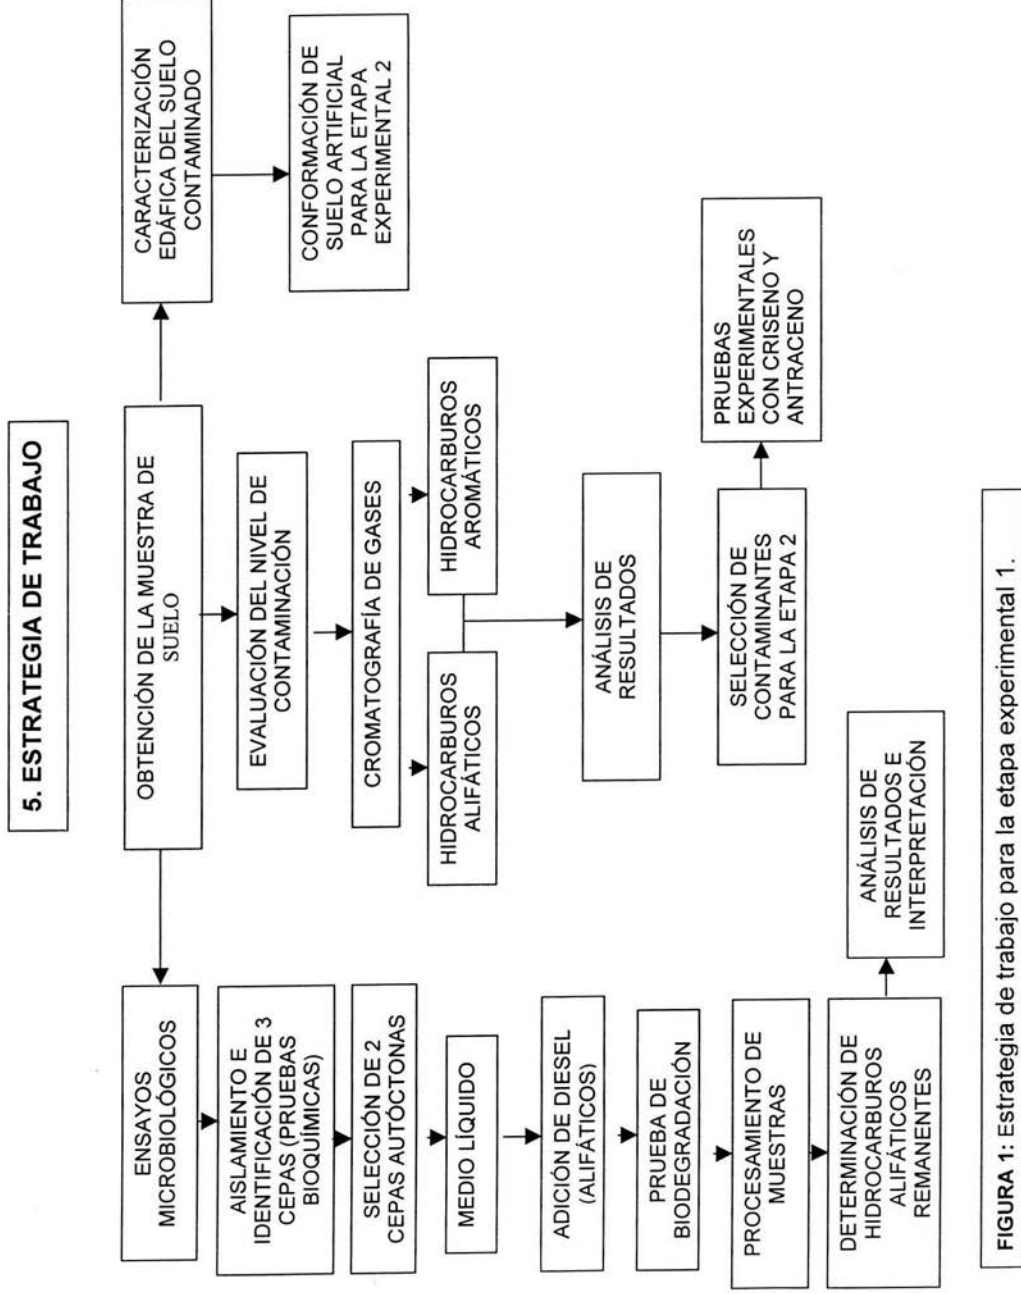 5. ESTRATEGIA DE TRABAJO
OBTENCIÓN DE LA MUESTRA DE
SUELO
ENSAYOS
MICROBIOLÓGICOS
AISLAMIENTO E
IDENTIFICACIÓN DE 3
CEPAS (PRUEBAS
BIOQUÍMICAS)
SELECCIÓN DE 2
CEPAS AUTÓCTONAS
MEDIO LÍQUIDO
ADICIÓN DE DIESEL
(ALIFÁTICOS)
PRUEBA DE
BIODEGRADACIÓN
PROCESAMIENTO DE
MUESTRAS
DETERMINACIÓN DE
HIDROCARBUROS
ALIFÁTICOS
REMANENTES
ANÁLISIS DE
RESULTADOS E
INTERPRETACIÓN
EVALUACIÓN DEL NIVEL DE
CONTAMINACIÓN
CROMATOGRAFÍA DE GASES
HIDROCARBUROS
ALIFÁTICOS
HIDROCARBUROS
AROMÁTICOS
ANÁLISIS DE
RESULTADOS
SELECCIÓN DE
CONTAMINANTES
PARA LA ETAPA 2
PRUEBAS
EXPERIMENTALES
CON CRISENO Y
ANTRACENO
CARACTERIZACIÓN
EDÁFICA DEL SUELO
CONTAMINADO
CONFORMACIÓN DE
SUELO ARTIFICIAL
PARA LA ETAPA
EXPERIMENTAL 2
FIGURA 1: Estrategia de trabajo para la etapa experimental 1.